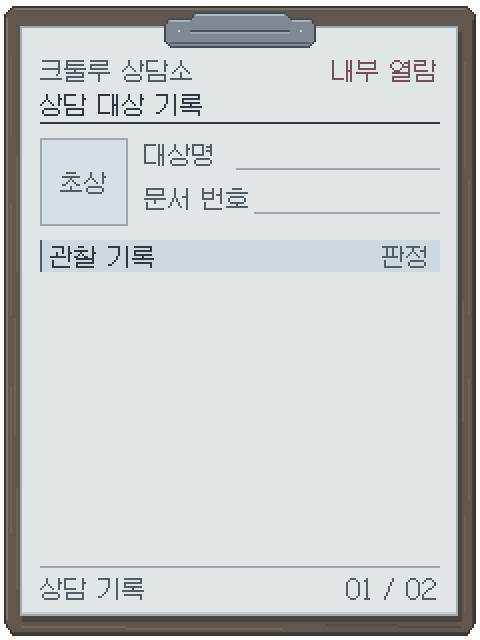 크툴루 상담소 내부 열람
상담 대상 기록
초상
대상명
문서 번호
관찰 기록 판정
상담 기록 01 / 02